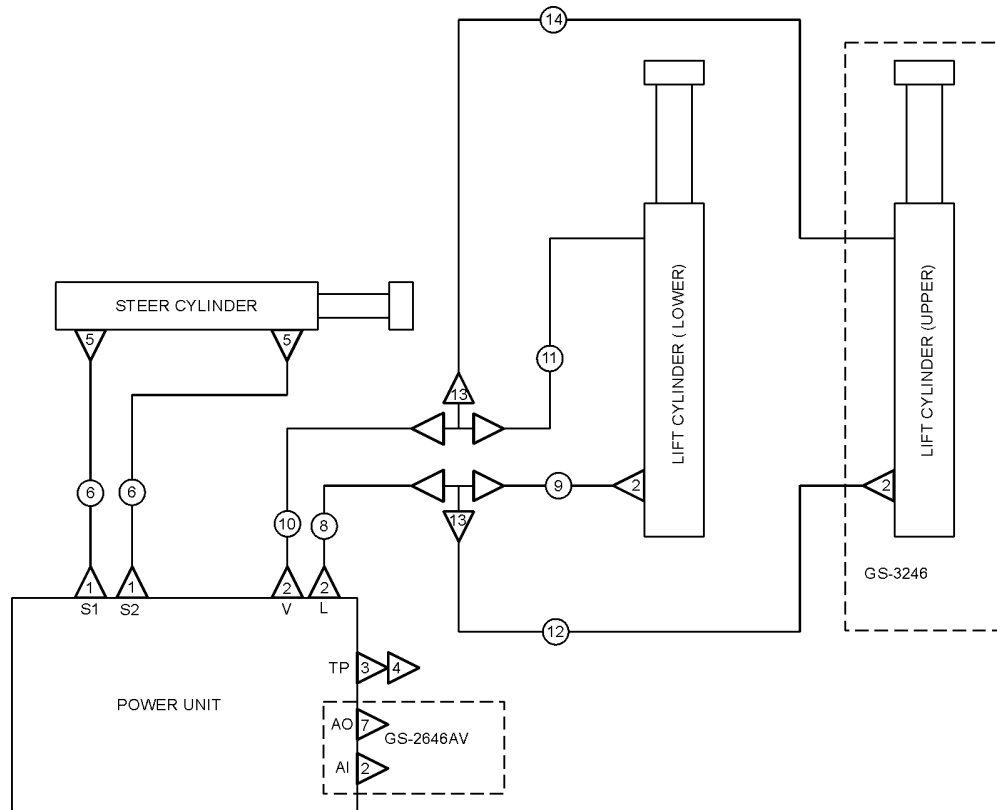 14
STEER CYLINDER
5
5
11
LIFT CYLINDER ( LOWER)
LIFT CYLINDER (UPPER)
13
6
6
10
8
13
9
2
2
1
1
2
2
S1
S2
V
L
GS-3246
12
TP
3
4
POWER UNIT
AO
7
GS-2646AV
AI
2